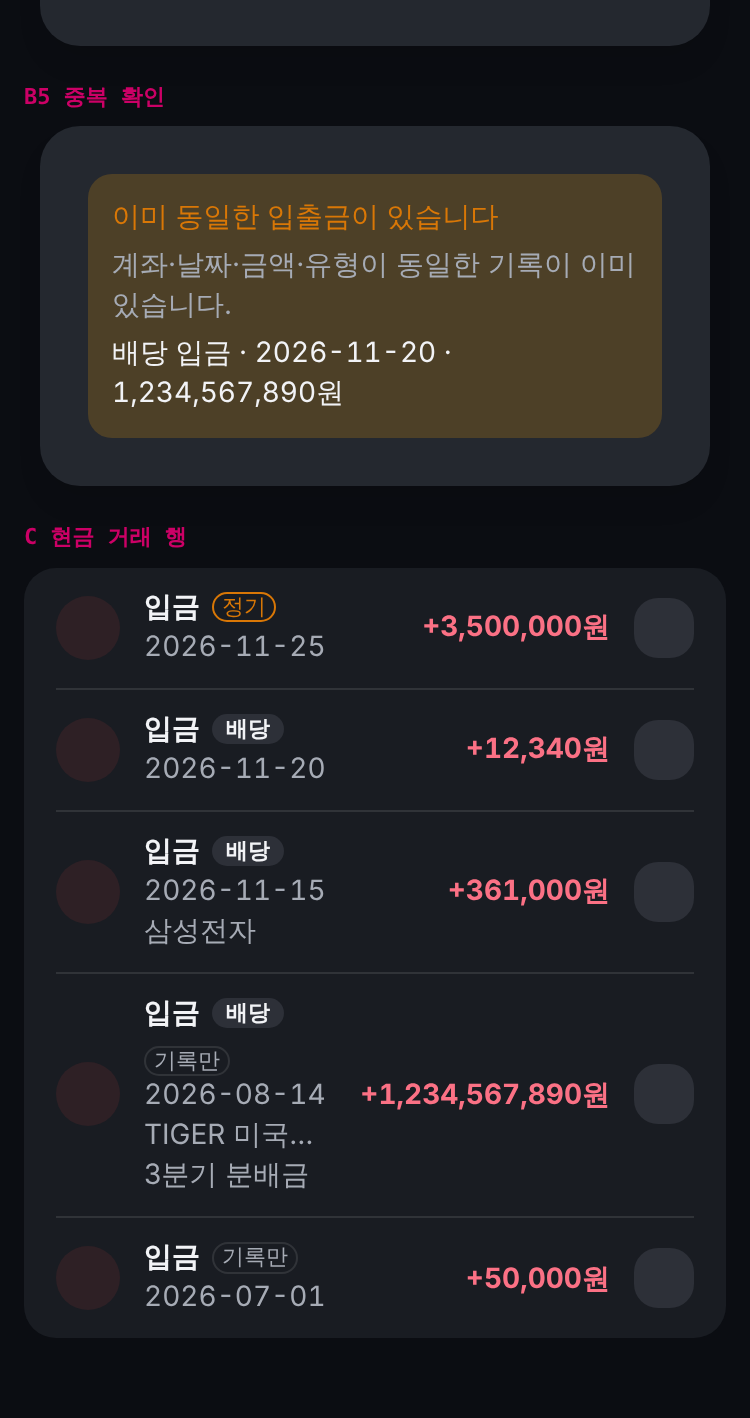 B5 중복 확인
이미 동일한 입출금이 있습니다
계좌·날짜·금액·유형이 동일한 기록이 이미
있습니다.
배당 입금 · 2026-11-20 ·
1,234,567,890원
C 현금 거래 행
입금 정기
2026-11-25
+3,500,000원
입금 배당
2026-11-20
+12,340원
입금 배당
2026-11-15
+361,000원
삼성전자
입금 배당
기록만
2026-08-14
+1,234,567,890원
TIGER 미국...
3분기 분배금
입금 기록만
2026-07-01
+50,000원